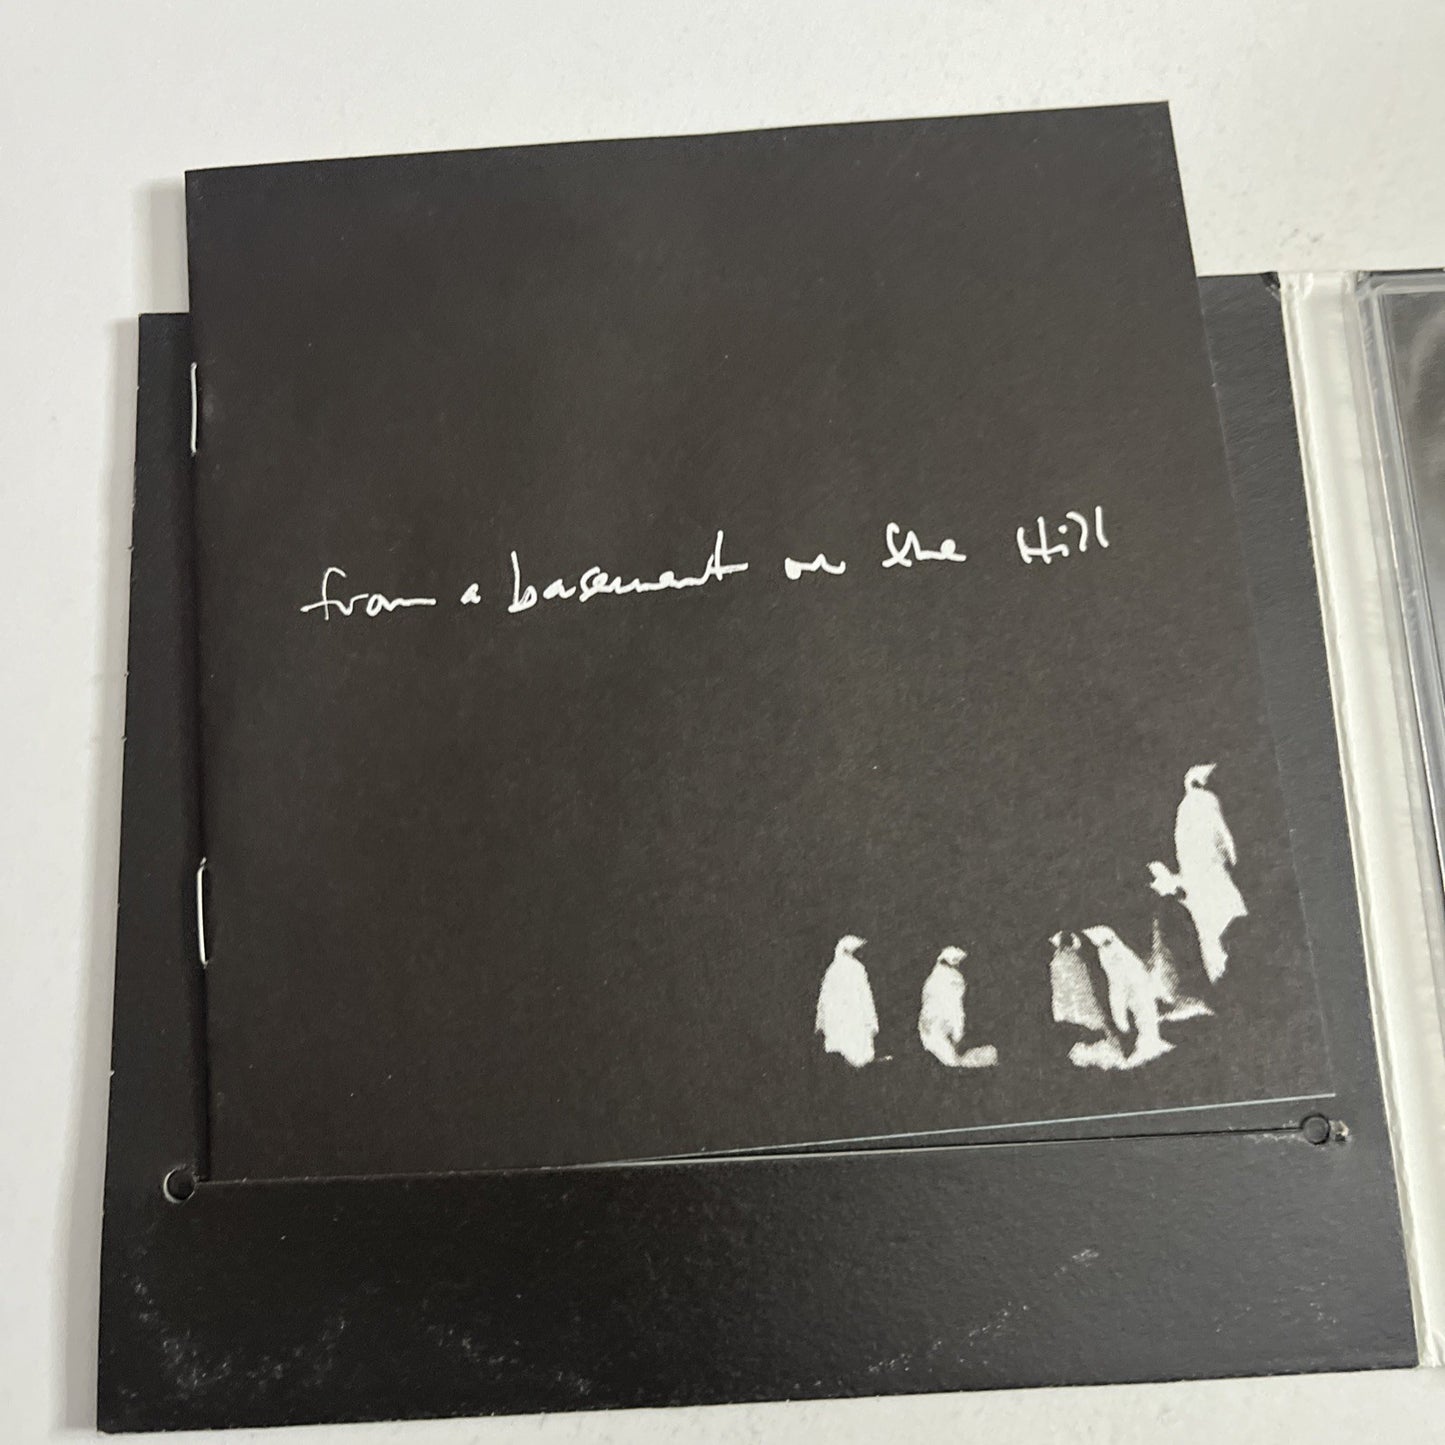 from a basement on the Hill